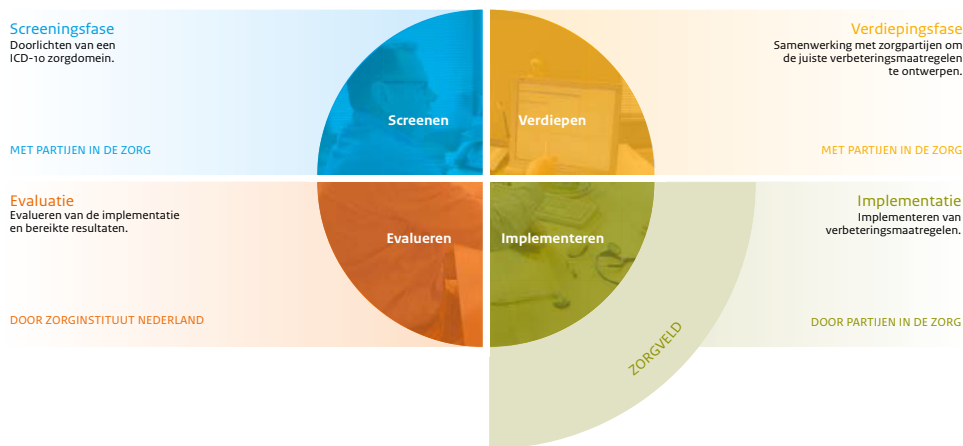 Screeningsfase
Doorlichten van een
ICD-10 zorgdomein.
MET PARTIJEN IN DE ZORG
Screenen
Verdiepingsfase
Samenwerking met zorgpartijen om
de juiste verbeteringsmaatregelen
te ontwerpen.
MET PARTIJEN IN DE ZORG
Verdiepen
Evaluatie
Evalueren van de implementatie
en bereikte resultaten.
DOOR ZORGINSTITUUT NEDERLAND
Evalueren
Implementeren
Implementatie
Implementeren van
verbeteringsmaatregelen.
DOOR PARTIJEN IN DE ZORG
ZORGVELD